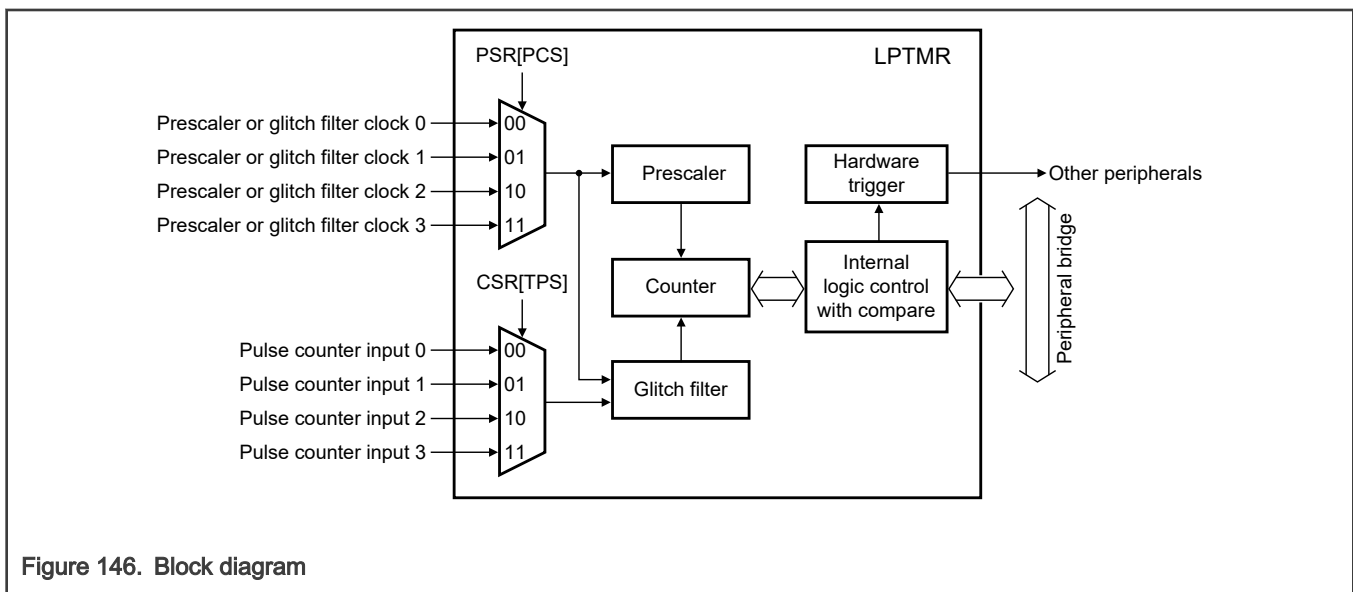 PSR[PCS]
LPTMR
Prescaler or glitch filter clock 0
00
Prescaler or glitch filter clock 1
01
Prescaler or glitch filter clock 2
10
Prescaler or glitch filter clock 3
11
Prescaler
Hardware
trigger
Other peripherals
CSR[TPS]
Counter
Internal
logic control
with compare
Peripheral bridge
Pulse counter input 0
00
Pulse counter input 1
01
Pulse counter input 2
10
Pulse counter input 3
11
Glitch filter
Figure 146. Block diagram